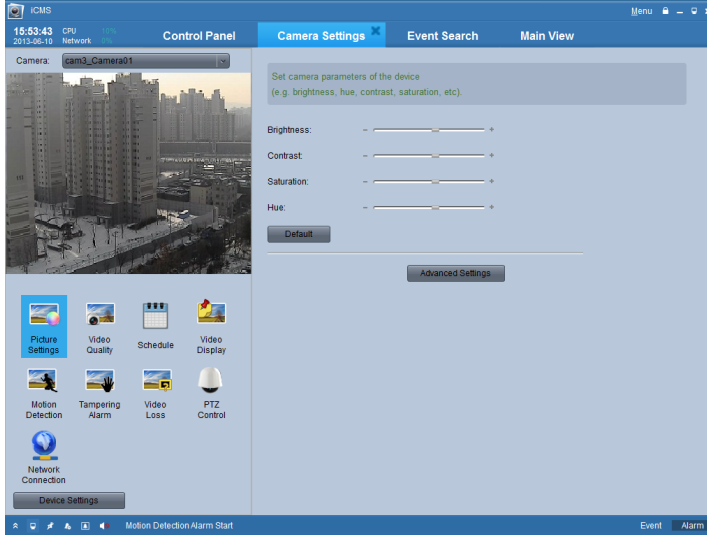 iCMS
Menu
15:53:43 CPU 10%
2013-06-10 Network 0%
Control Panel
Camera Settings
Event Search
Main View
Camera: cam3_Camera01
Set camera parameters of the device
(e.g. brightness, hue, contrast, saturation, etc).
Brightness: - +
Contrast: - +
Saturation: - +
Hue: - +
Default
Advanced Settings
Picture
Settings
Video
Quality
Schedule
Video
Display
Motion
Detection
Tampering
Alarm
Video
Loss
PTZ
Control
Network
Connection
Device Settings
Motion Detection Alarm Start
Event
Alarm